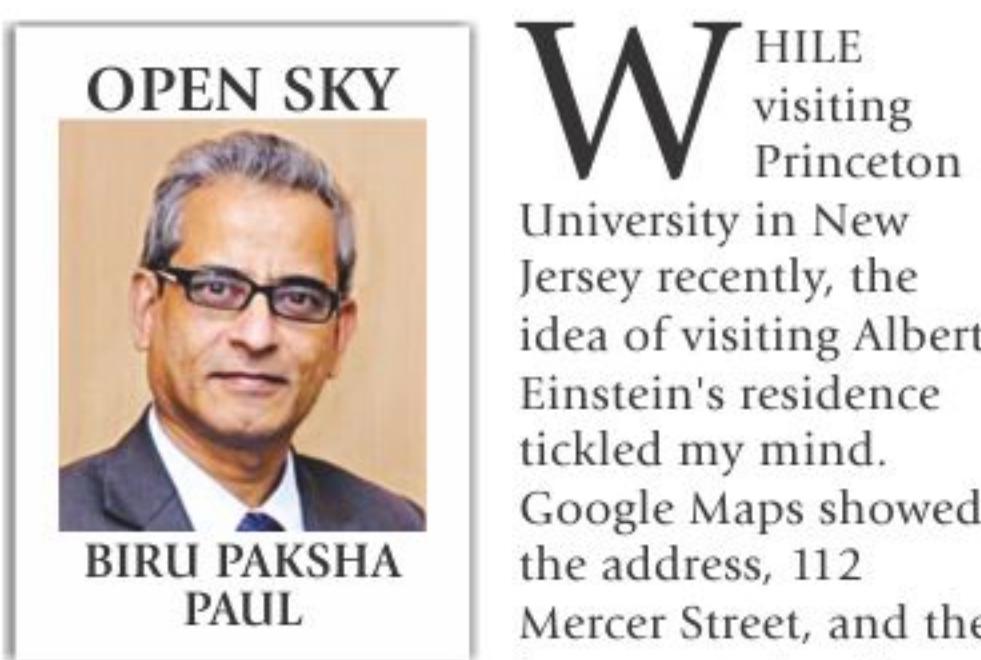 OPEN SKY
BIRU PAKSHA
PAUL
WHILE
visiting
Princeton
University in New
Jersey recently, the
idea of visiting Albert
Einstein's residence
tickled my mind.
Google Maps showed
the address, 112
Mercer Street, and the